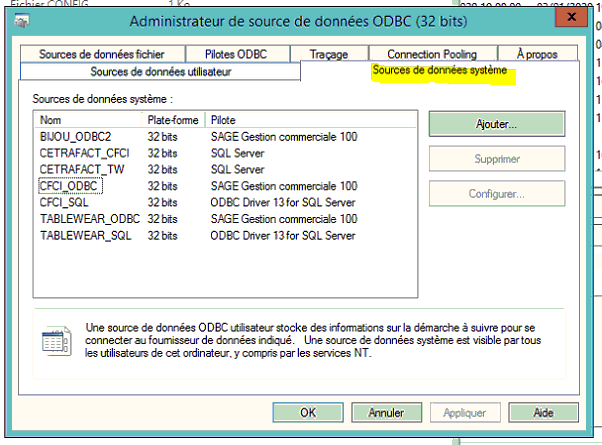 Fichier CONFIG 1 Ko
Administrateur de source de données ODBC (32 bits)
Sources de données fichier Pilotes ODBC Traçage Connection Pooling À propos
Sources de données utilisateur Sources de données système
Sources de données système :
Nom Plate-forme Pilote
BIJOU_ODBC2 32 bits SAGE Gestion commerciale 100
CETRAFACT_CFCI 32 bits SQL Server
CETRAFACT_TW 32 bits SQL Server
CFCI_ODBC 32 bits SAGE Gestion commerciale 100
CFCI_SQL 32 bits ODBC Driver 13 for SQL Server
TABLEWEAR_ODBC 32 bits SAGE Gestion commerciale 100
TABLEWEAR_SQL 32 bits ODBC Driver 13 for SQL Server
Ajouter...
Supprimer
Configurer...
Une source de données ODBC utilisateur stocke des informations sur la démarche à suivre pour se
connecter au fournisseur de données indiqué. Une source de données système est visible par tous
les utilisateurs de cet ordinateur, y compris par les services NT.
OK Annuler Appliquer Aide